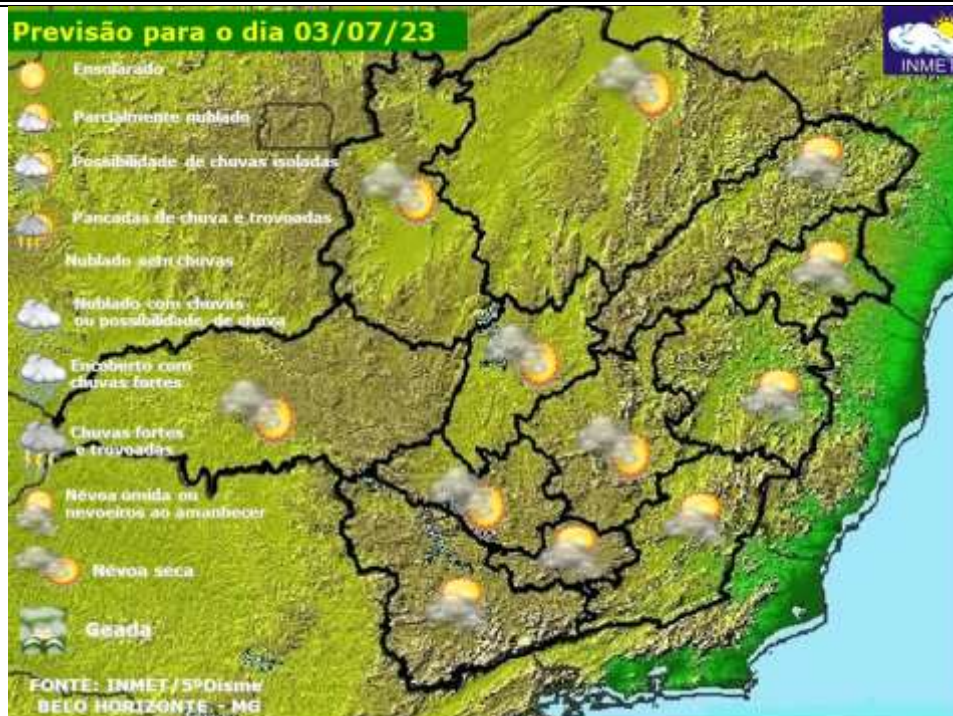 Previsão para o dia 03/07/23
INMET
Ensolarado
Parcialmente nublado
Possibilidade de chuvas isoladas
Pancadas de chuva e trovoadas
Nublado sem chuvas
Nublado com chuvas
ou possibilidade de chuva
Encoberto com
chuvas fortes
Chuvas fortes
e trovoadas
Névoa úmida ou
nevoeiros ao amanhecer
Névoa seca
Geada
FONTE: INMET/5ºDisme
BELO HORIZONTE - MG